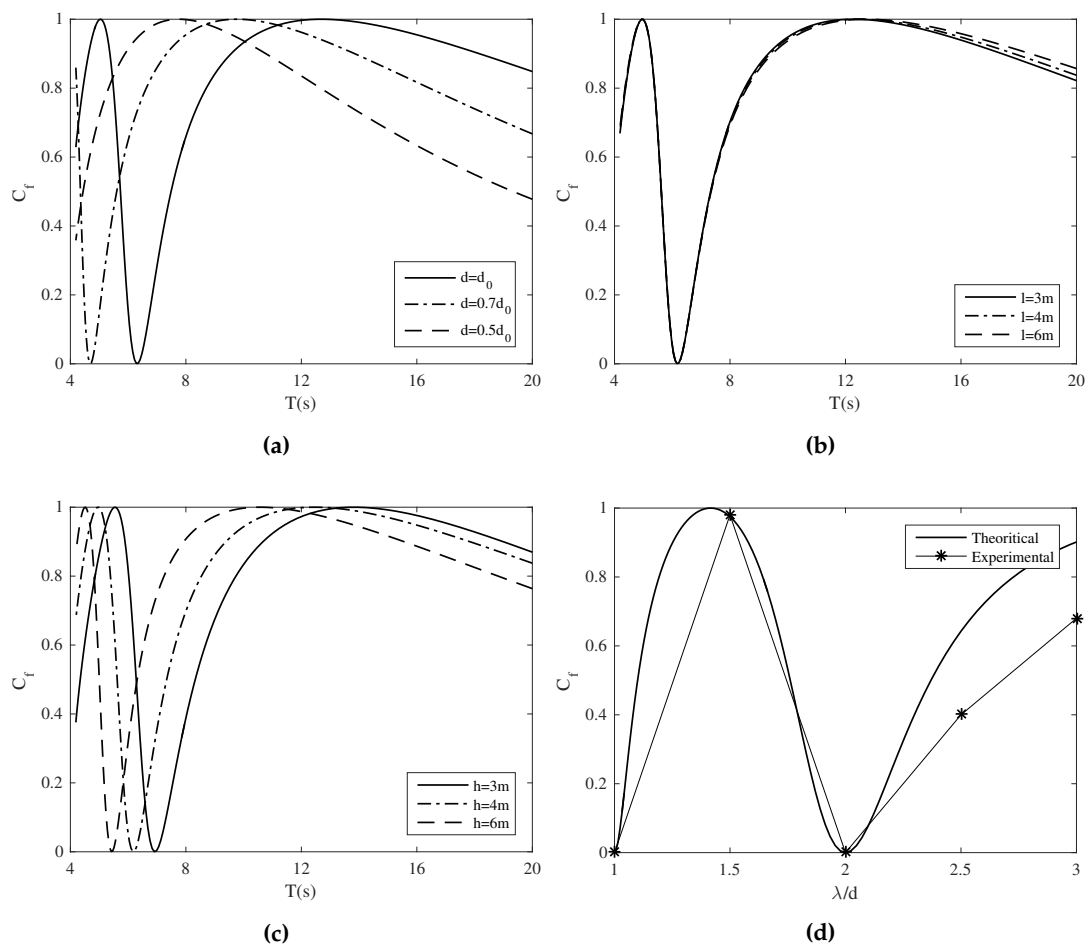 1
0.8
0.6
0.4
0.2
0
C_f
4
8
12
16
20
T(s)
d=d_0
d=0.7d_0
d=0.5d_0
(a)
1
0.8
0.6
0.4
0.2
0
C_f
4
8
12
16
20
T(s)
l=3m
l=4m
l=6m
(b)
1
0.8
0.6
0.4
0.2
0
C_f
4
8
12
16
20
T(s)
h=3m
h=4m
h=6m
(c)
1
0.8
0.6
0.4
0.2
0
C_f
1
1.5
2
2.5
3
λ/d
Theoritical
Experimental
(d)